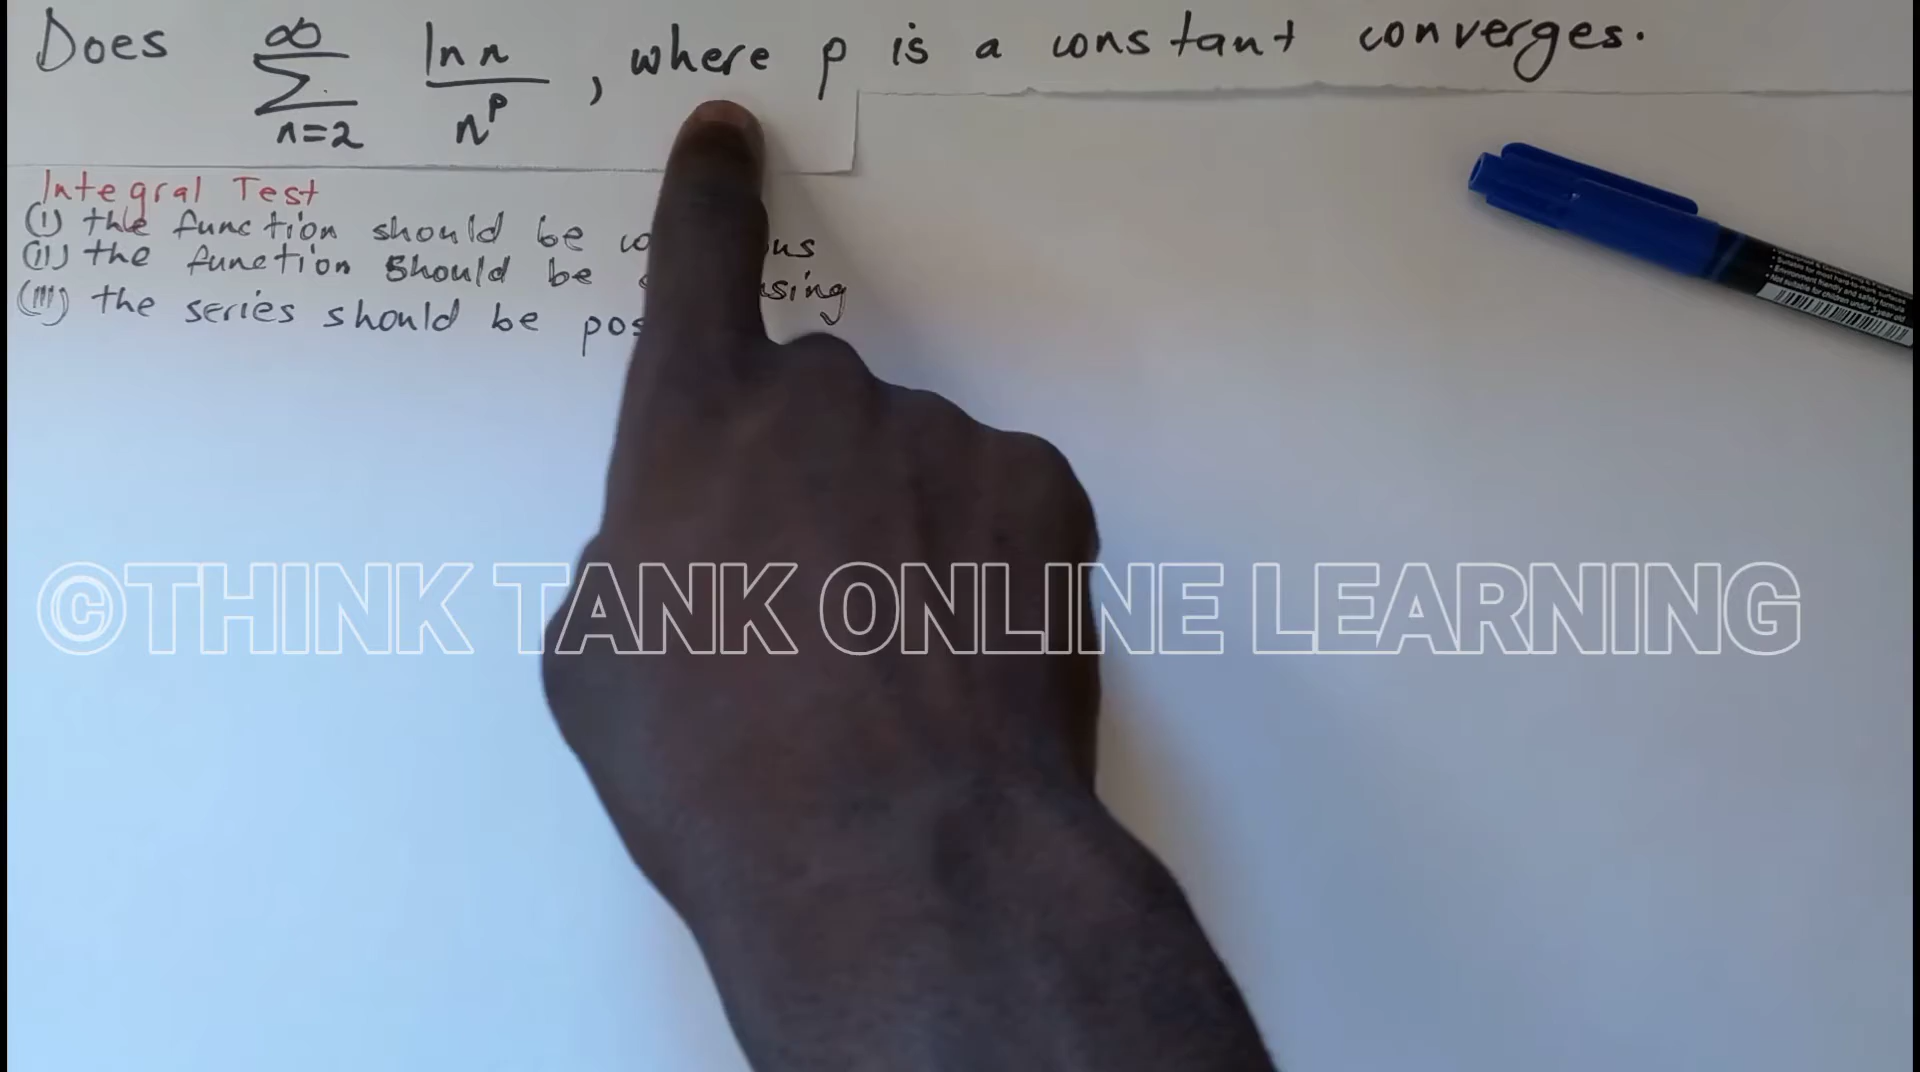 Does ∞ ∑ n=2 ln n / n^p , where p is a constant converges.
Integral Test
(i) the function should be
(ii) the function should be
(iii) the series should be
©THINK TANK ONLINE LEARNING